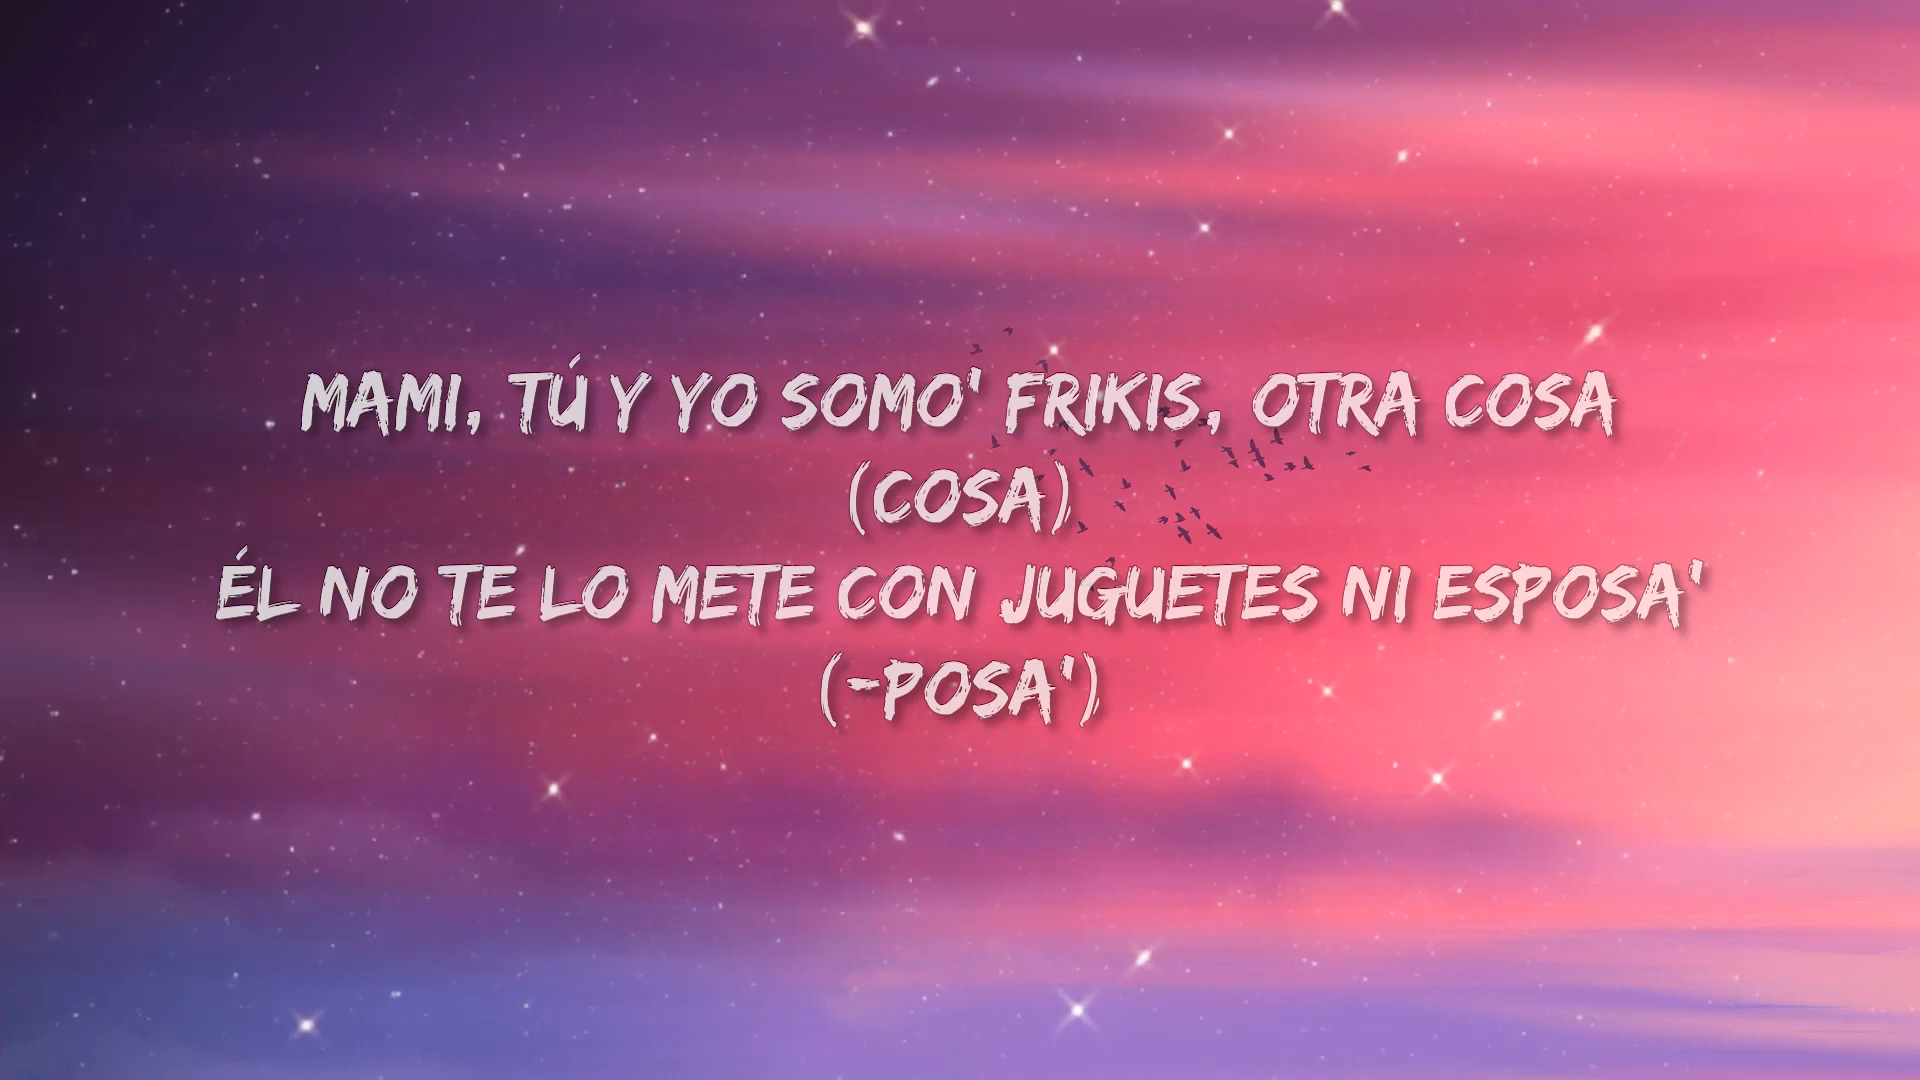 MAMI, TÚ Y YO SOMO' FRIKIS, OTRA COSA
(COSA)
ÉL NO TE LO METE CON JUGUETES NI ESPOSA'
(-POSA')